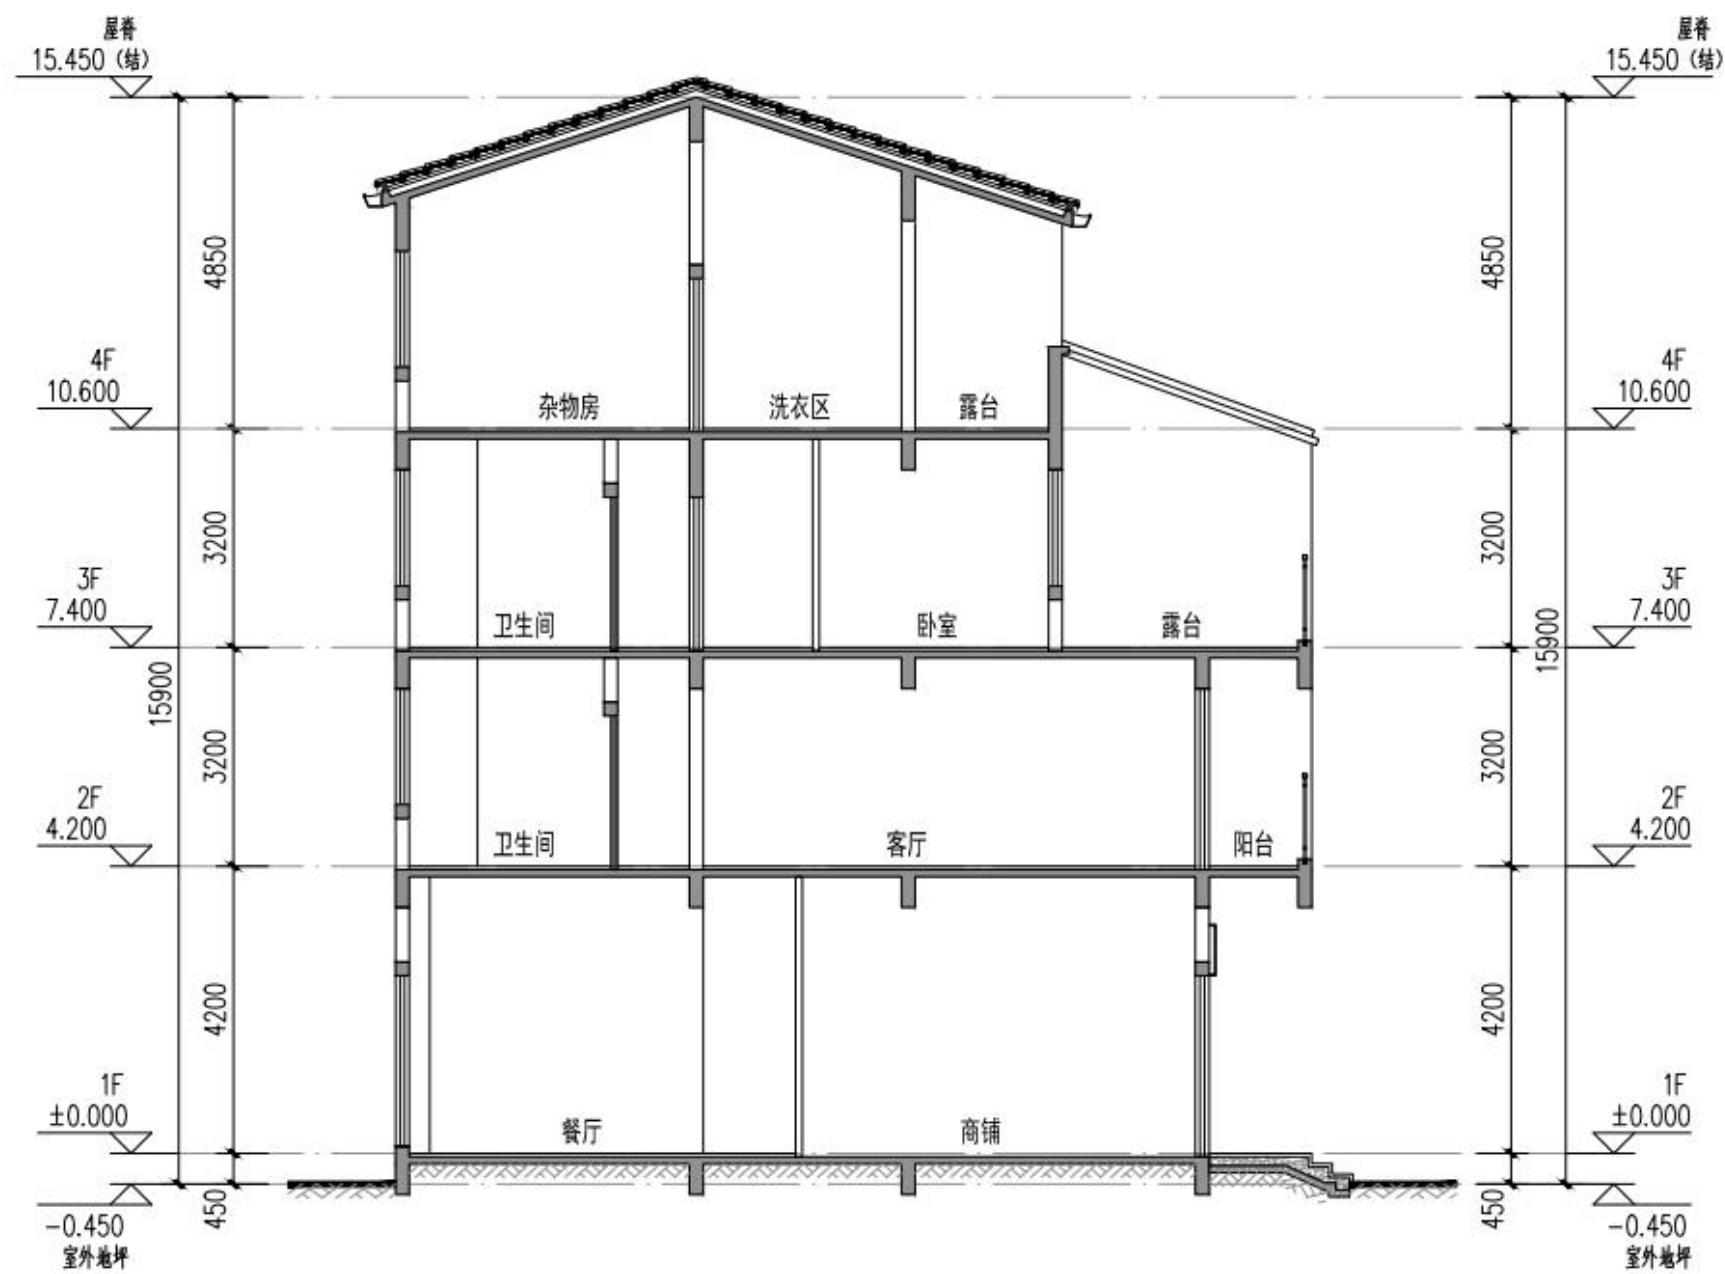 屋脊
15.450 (结)
屋脊
15.450 (结)
4850
4850
4F
10.600
杂物房
洗衣区
露台
4F
10.600
3200
3200
3F
7.400
卫生间
卧室
露台
3F
7.400
15900
15900
3200
3200
2F
4.200
卫生间
客厅
阳台
2F
4.200
4200
4200
1F
±0.000
餐厅
商铺
1F
±0.000
450
450
-0.450
室外地坪
-0.450
室外地坪